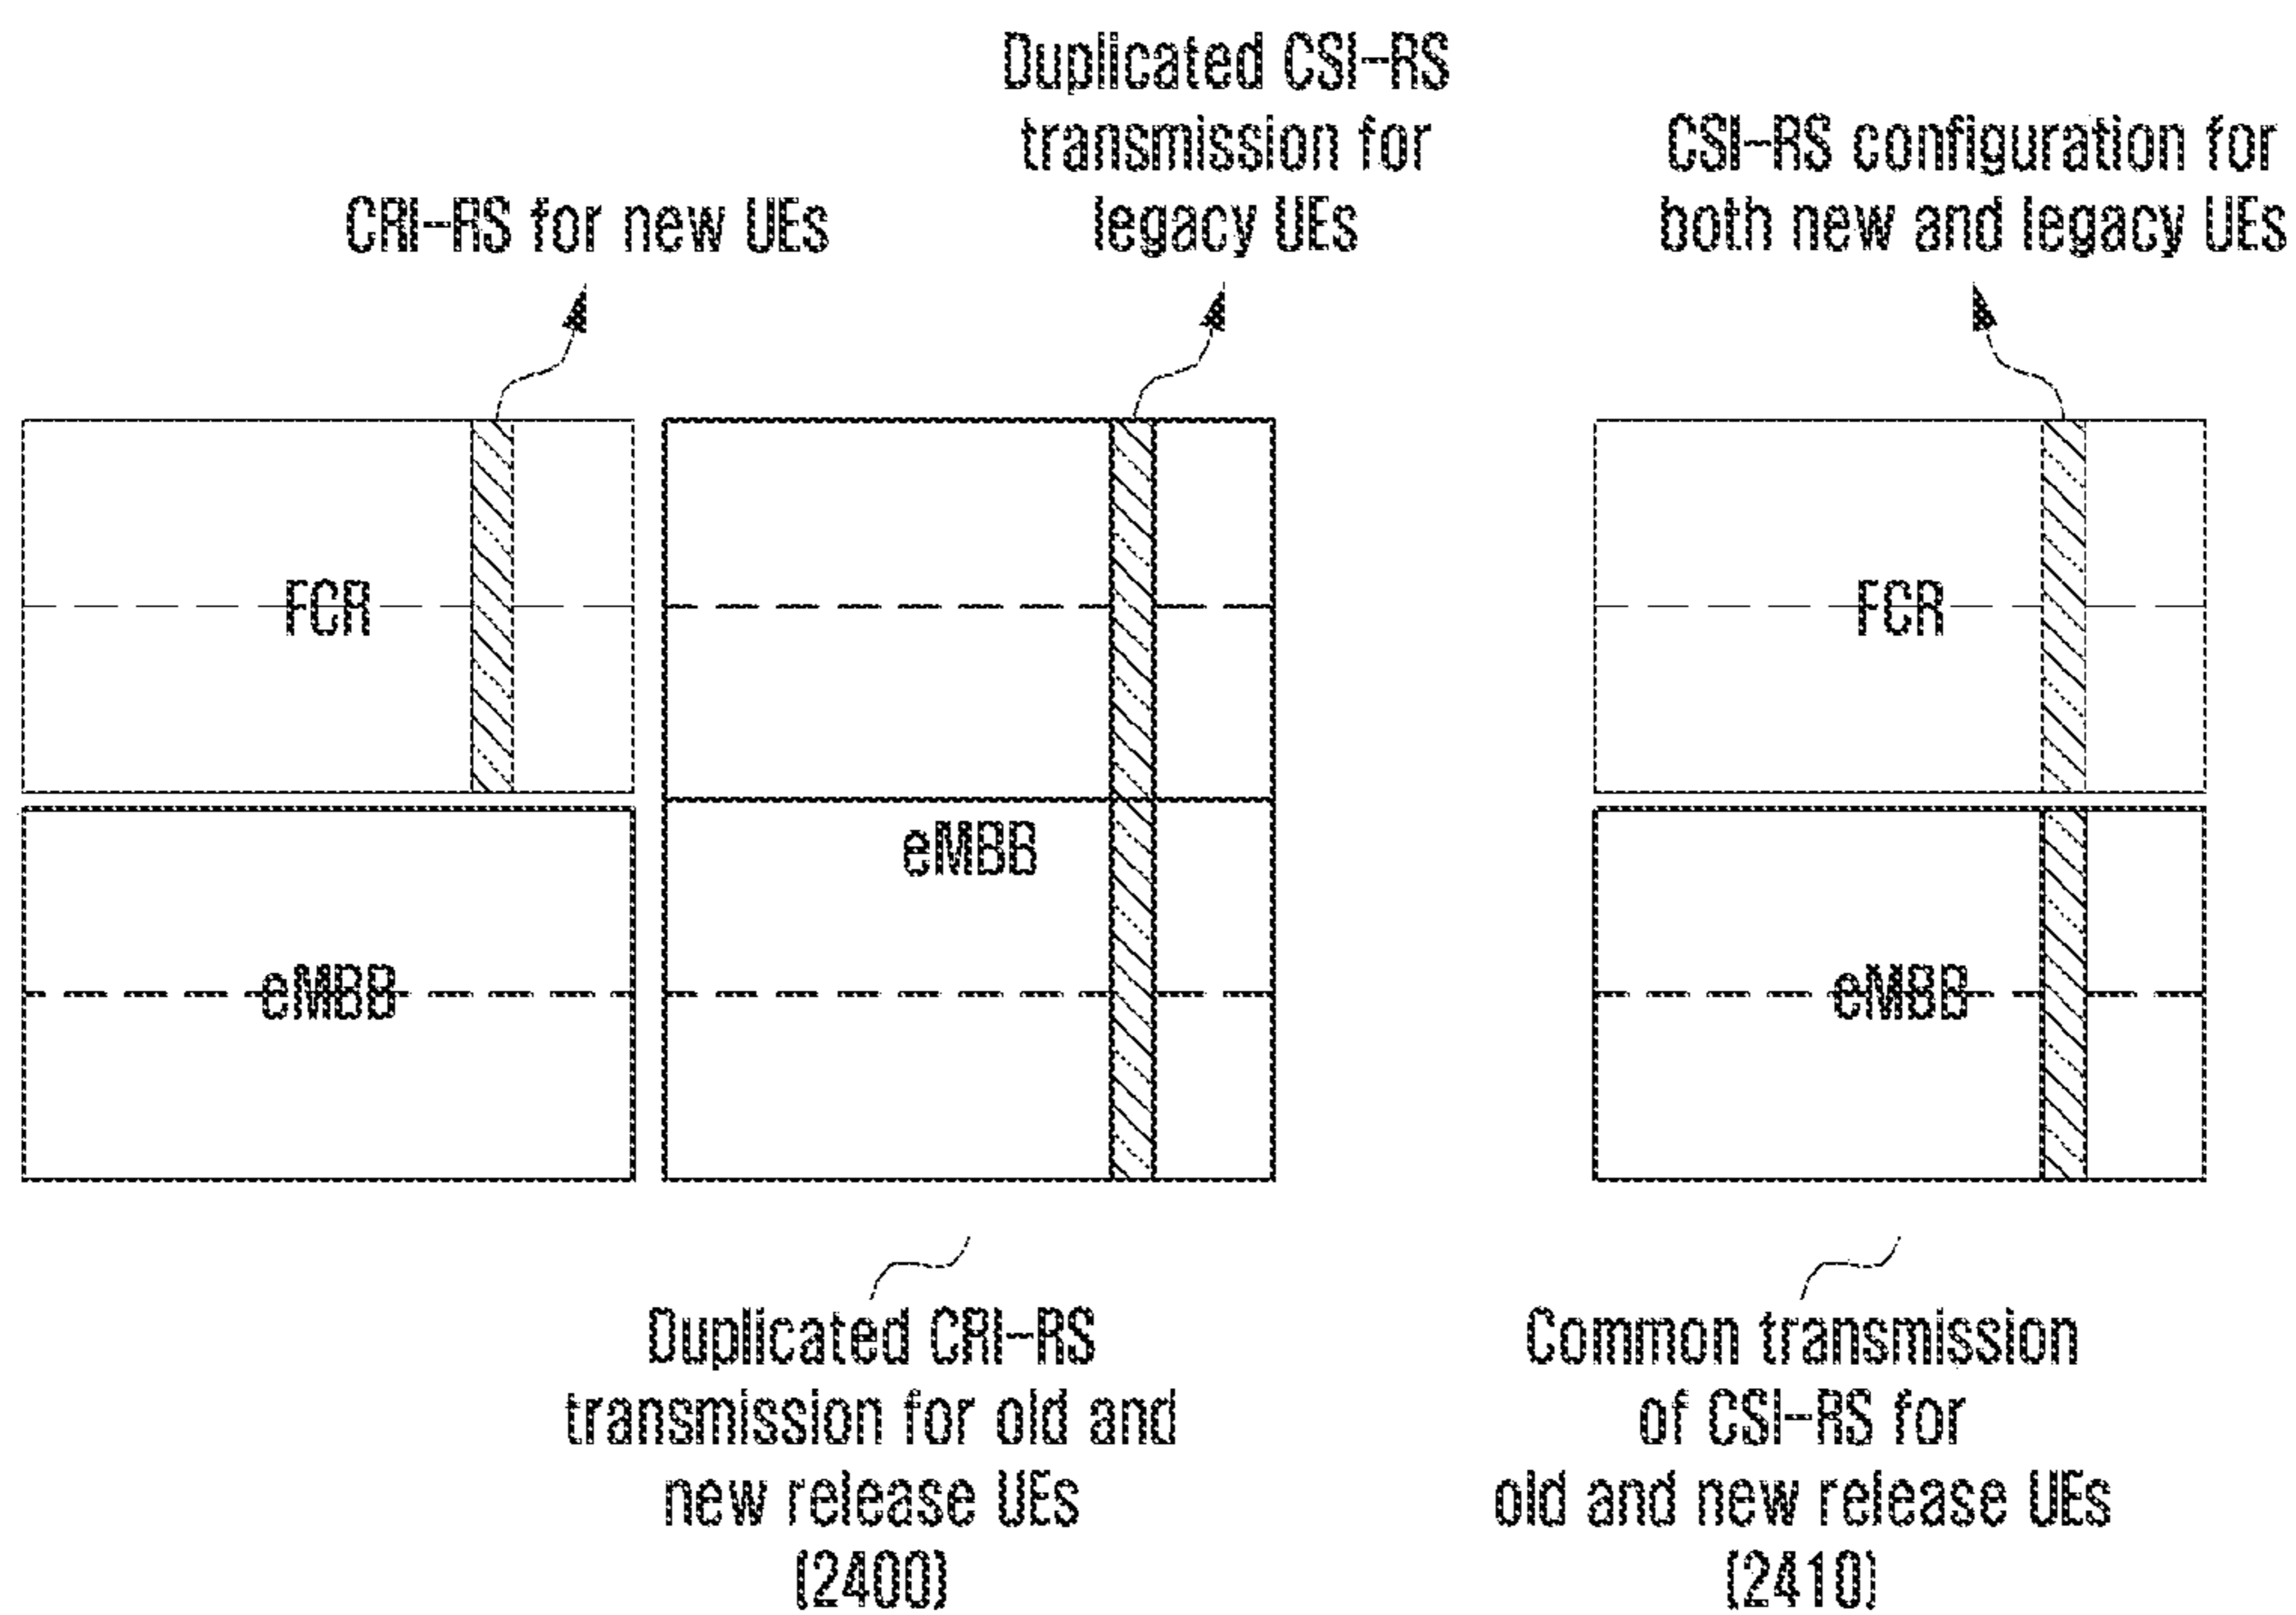 Duplicated CSI-RS
transmission for
legacy UEs
CSI-RS configuration for
both new and legacy UEs
CRI-RS for new UEs
FCR
eMBB
eMBB
FCR
eMBB
Duplicated CRI-RS
transmission for old and
new release UEs
(2400)
Common transmission
of CSI-RS for
old and new release UEs
(2410)